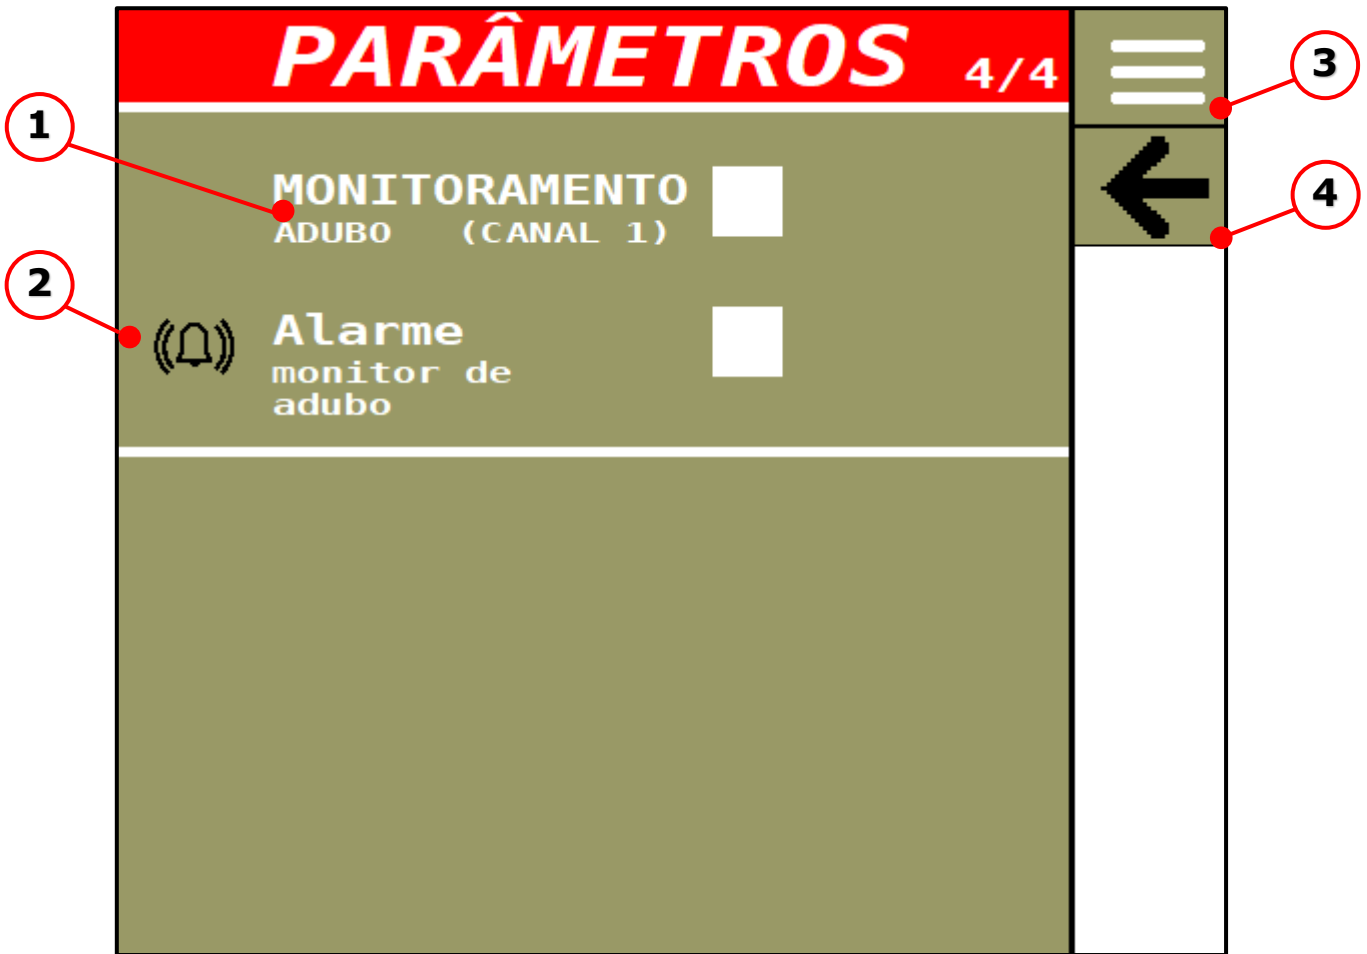 PARÂMETROS 4/4
1
MONITORAMENTO
ADUBO (CANAL 1)
2
Alarme
monitor de
adubo
3
4